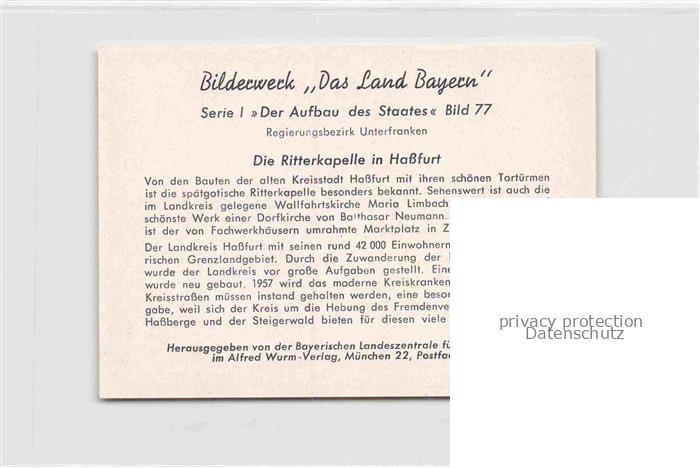 Bilderwerk „Das Land Bayern"
Serie I »Der Aufbau des Staates« Bild 77
Regierungsbezirk Unterfranken
Die Ritterkapelle in Haßfurt
Von den Bauten der alten Kreisstadt Haßfurt mit ihren schönen Tortürmen
ist die spätgotische Ritterkapelle besonders bekannt. Sehenswert ist auch die
im Landkreis gelegene Wallfahrtskirche Maria Limbach,
schönste Werk einer Dorfkirche von Balthasar Neumann.
ist der von Fachwerkhäusern umrahmte Marktplatz in Z
Der Landkreis Haßfurt mit seinen rund 42 000 Einwohnern
rischen Grenzlandgebiet. Durch die Zuwanderung der
wurde der Landkreis vor große Aufgaben gestellt. Eine
wurde neu gebaut. 1957 wird das moderne Kreiskranken
Kreisstraßen müssen instand gehalten werden, eine beson
gabe, weil sich der Kreis um die Hebung des Fremdenve
Haßberge und der Steigerwald bieten für diesen viele
Herausgegeben von der Bayerischen Landeszentrale fü
im Alfred Wurm-Verlag, München 22, Postfac
privacy protection
Datenschutz